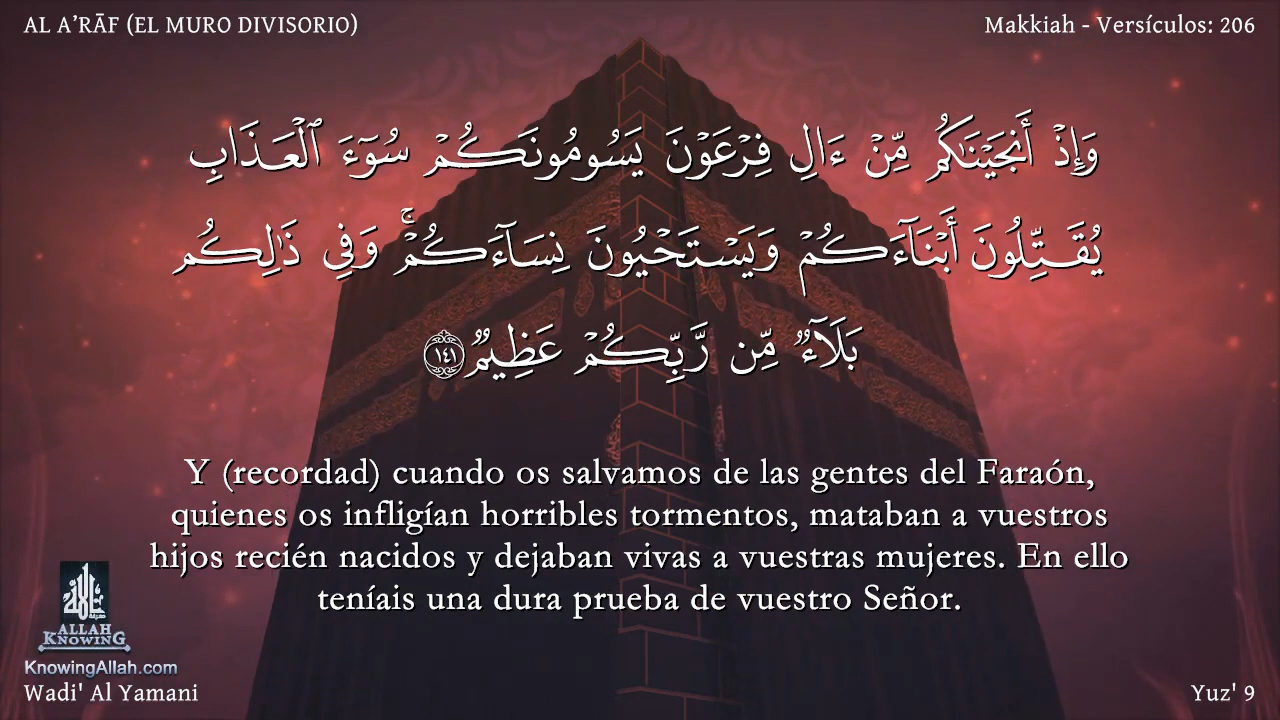 AL A’RĀF (EL MURO DIVISORIO)
Makkiah - Versículos: 206
وَإِذۡ أَنجَيۡنَٰكُم مِّنۡ ءَالِ فِرۡعَوۡنَ يَسُومُونَكُمۡ سُوٓءَ ٱلۡعَذَابِ
يُقَتِّلُونَ أَبۡنَآءَكُمۡ وَيَسۡتَحۡيُونَ نِسَآءَكُمۡۚ وَفِي ذَٰلِكُم
بَلَآءٞ مِّن رَّبِّكُمۡ عَظِيمٞ ١٤١
Y (recordad) cuando os salvamos de las gentes del Faraón,
quienes os infligían horribles tormentos, mataban a vuestros
hijos recién nacidos y dejaban vivas a vuestras mujeres. En ello
teníais una dura prueba de vuestro Señor.
ALLAH
KNOWING
KnowingAllah.com
Wadi' Al Yamani
Yuz' 9